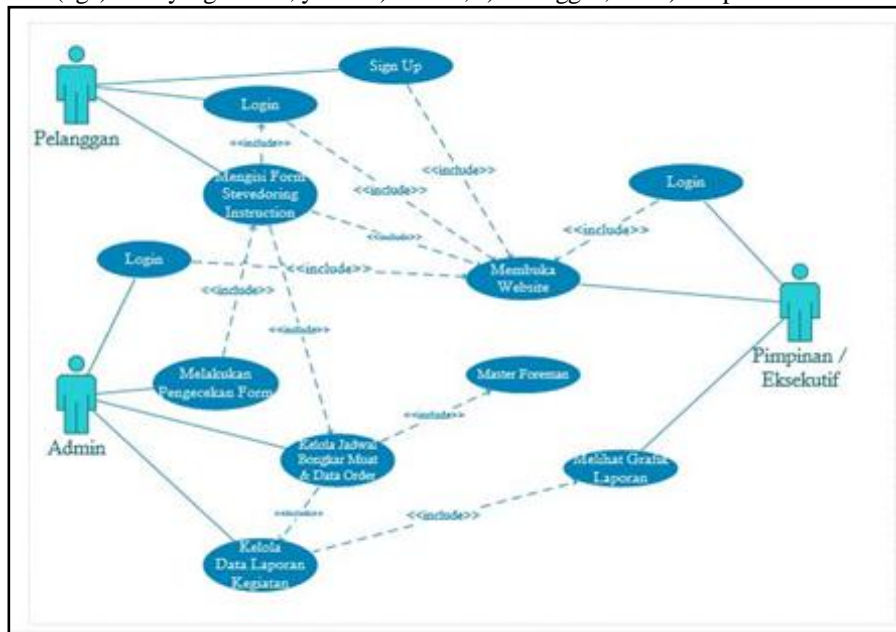 Sign Up
Login
Pelanggan
<<include>>
Mengisi Form
Stevedoring
Instruction
<<include>>
<<include>>
Login
<<include>>
<<include>>
Login
<<include>>
Membuka
Website
<<include>>
<<include>>
Pimpinan /
Eksekutif
Melakukan
Pengecekan Form
Master Foreman
Admin
<<include>>
Kelola Jadwal
Bongkar Muat
& Data Order
Melihat Grafik
Laporan
<<include>>
<<include>>
Kelola
Data Laporan
Kegiatan